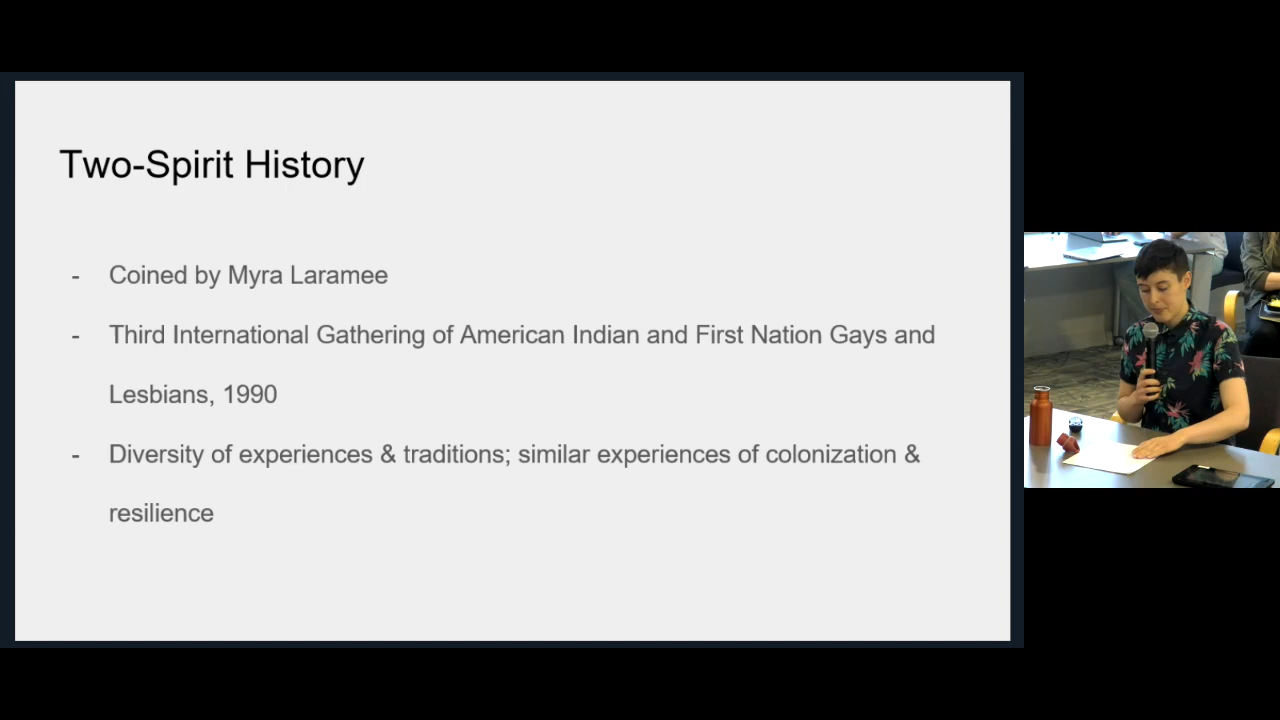 Two-Spirit History
- Coined by Myra Laramee
- Third International Gathering of American Indian and First Nation Gays and
Lesbians, 1990
- Diversity of experiences & traditions; similar experiences of colonization &
resilience